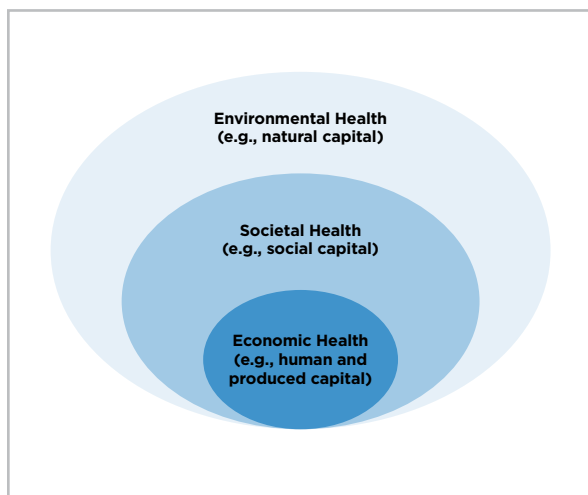 Environmental Health
(e.g., natural capital)
Societal Health
(e.g., social capital)
Economic Health
(e.g., human and
produced capital)